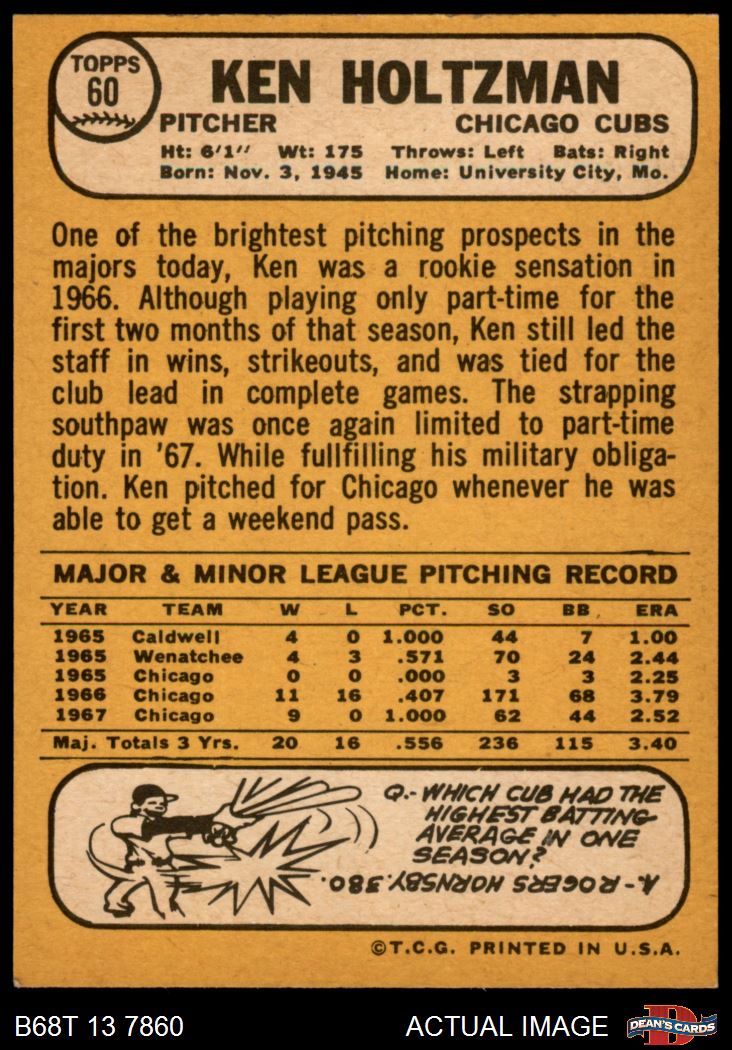 TOPPS
60
KEN HOLTZMAN
PITCHER CHICAGO CUBS
Ht: 6'1" Wt: 175 Throws: Left Bats: Right
Born: Nov. 3, 1945 Home: University City, Mo.
One of the brightest pitching prospects in the
majors today, Ken was a rookie sensation in
1966. Although playing only part-time for the
first two months of that season, Ken still led the
staff in wins, strikeouts, and was tied for the
club lead in complete games. The strapping
southpaw was once again limited to part-time
duty in '67. While fullfilling his military obliga-
tion. Ken pitched for Chicago whenever he was
able to get a weekend pass.
MAJOR & MINOR LEAGUE PITCHING RECORD
YEAR TEAM W L PCT. SO BB ERA
1965 Caldwell 4 0 1.000 44 7 1.00
1965 Wenatchee 4 3 .571 70 24 2.44
1965 Chicago 0 0 .000 3 3 2.25
1966 Chicago 11 16 .407 171 68 3.79
1967 Chicago 9 0 1.000 62 44 2.52
Maj. Totals 3 Yrs. 20 16 .556 236 115 3.40
Q.- WHICH CUB HAD THE
HIGHEST BATTING
AVERAGE IN ONE
SEASON?
A- ROGERS HORNSBY .380.
©T.C.G. PRINTED IN U.S.A.
B68T 13 7860 ACTUAL IMAGE
D
DEAN'S CARDS